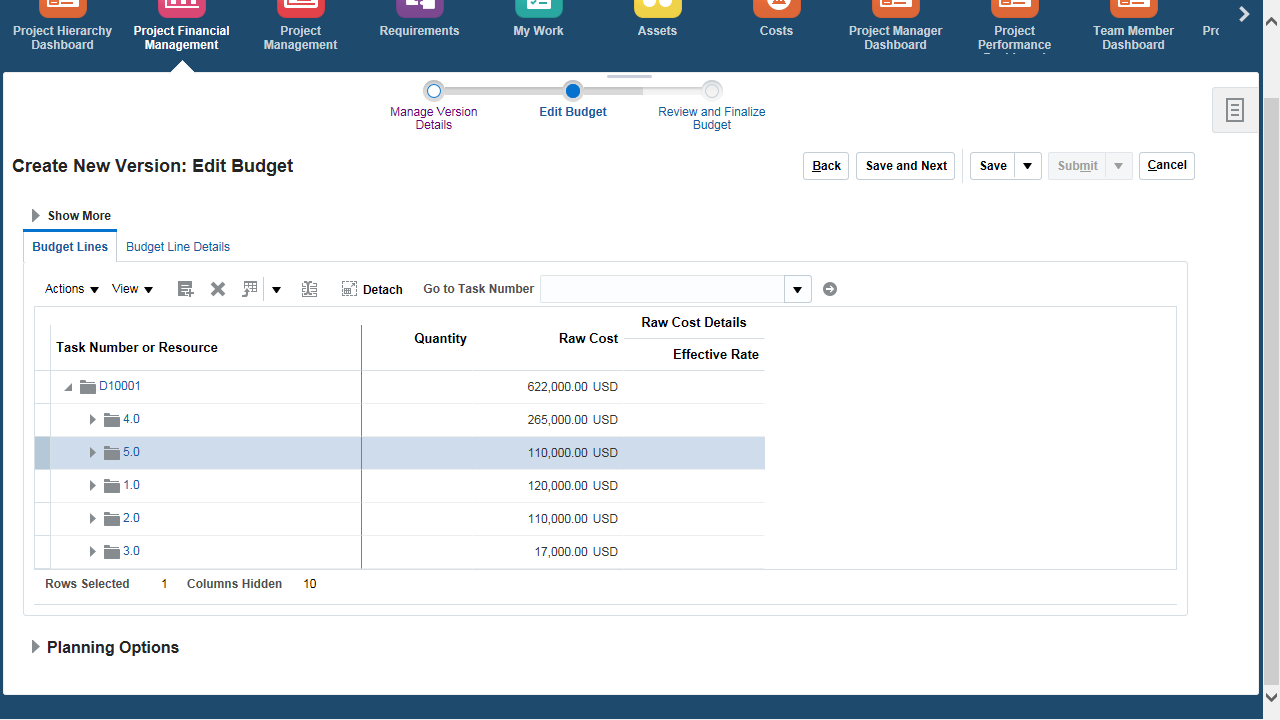 Project Hierarchy Dashboard
Project Financial Management
Project Management
Requirements
My Work
Assets
Costs
Project Manager Dashboard
Project Performance
Team Member Dashboard
Manage Version Details
Edit Budget
Review and Finalize Budget
Create New Version: Edit Budget
Back
Save and Next
Save
Submit
Cancel
Show More
Budget Lines
Budget Line Details
Actions
View
Detach
Go to Task Number
Task Number or Resource
Quantity
Raw Cost
Raw Cost Details
Effective Rate
D10001 622,000.00 USD
4.0 265,000.00 USD
5.0 110,000.00 USD
1.0 120,000.00 USD
2.0 110,000.00 USD
3.0 17,000.00 USD
Rows Selected 1 Columns Hidden 10
Planning Options